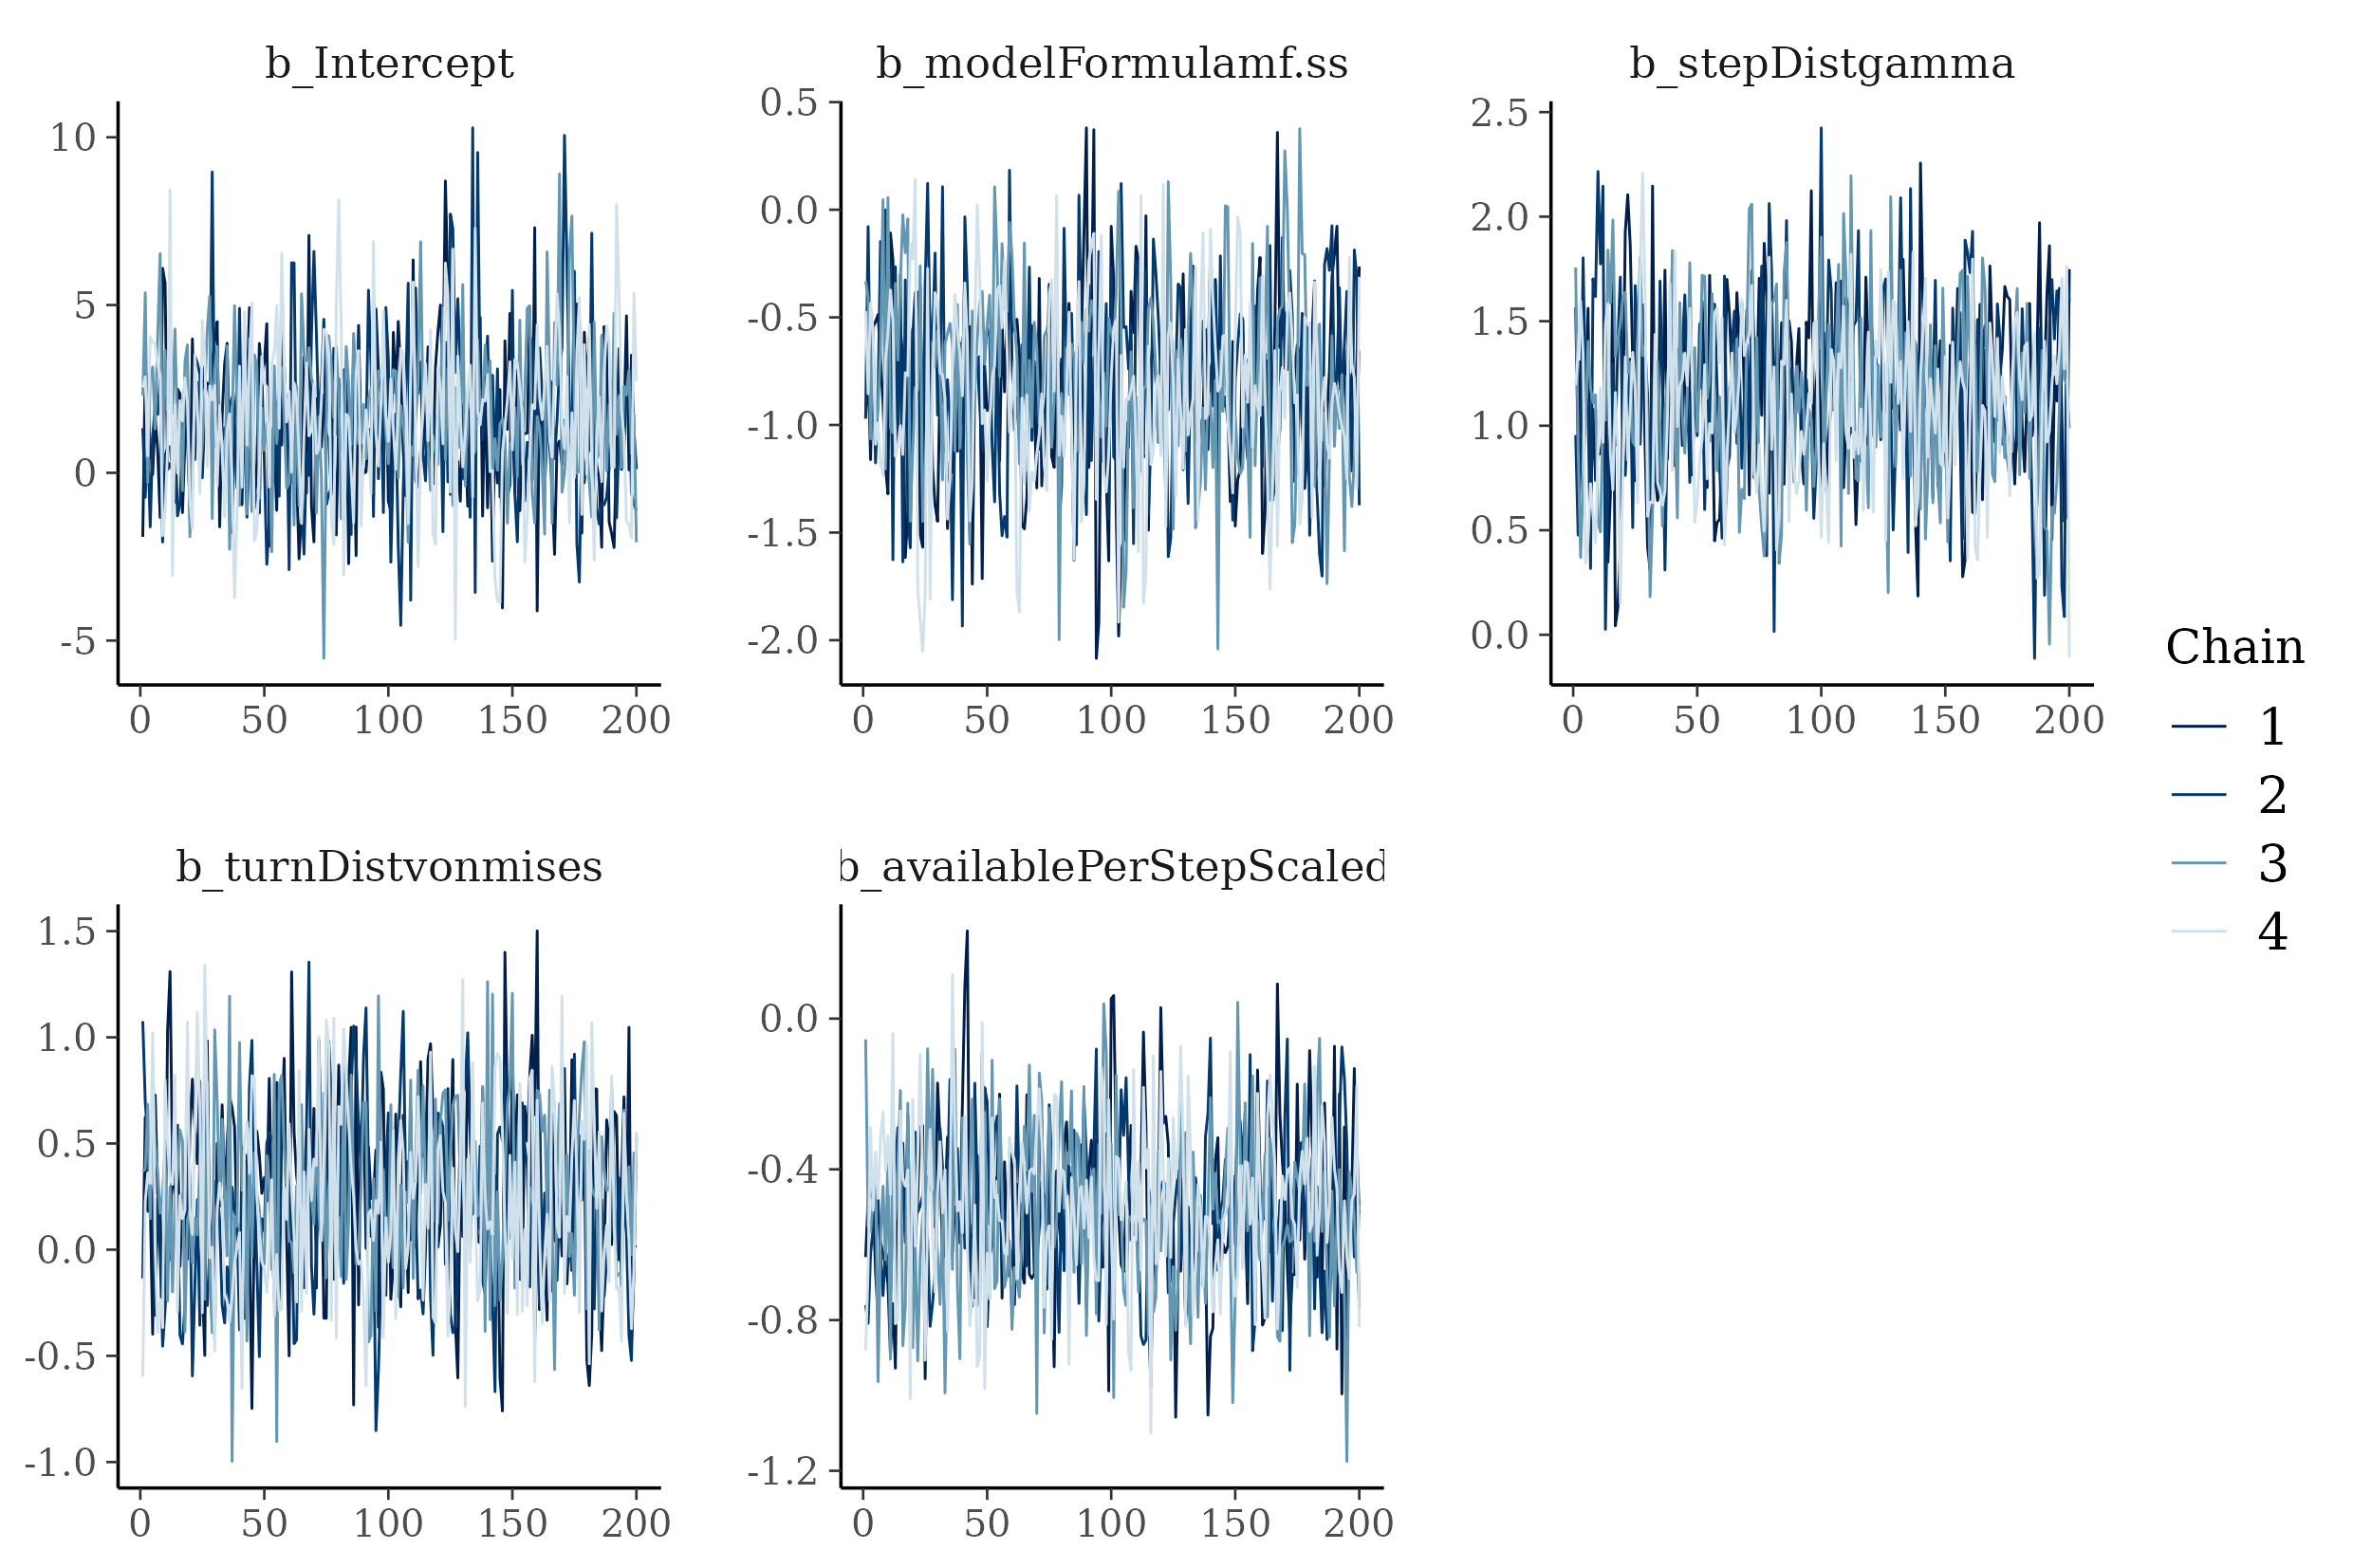 b_Intercept
10
5
0
-5
0 50 100 150 200
b_modelFormulamf.ss
0.5
0.0
-0.5
-1.0
-1.5
-2.0
0 50 100 150 200
b_stepDistgamma
2.5
2.0
1.5
1.0
0.5
0.0
0 50 100 150 200
b_turnDistvonmises
1.5
1.0
0.5
0.0
-0.5
-1.0
0 50 100 150 200
b_availablePerStepScaled
0.0
-0.4
-0.8
-1.2
0 50 100 150 200
Chain
1
2
3
4